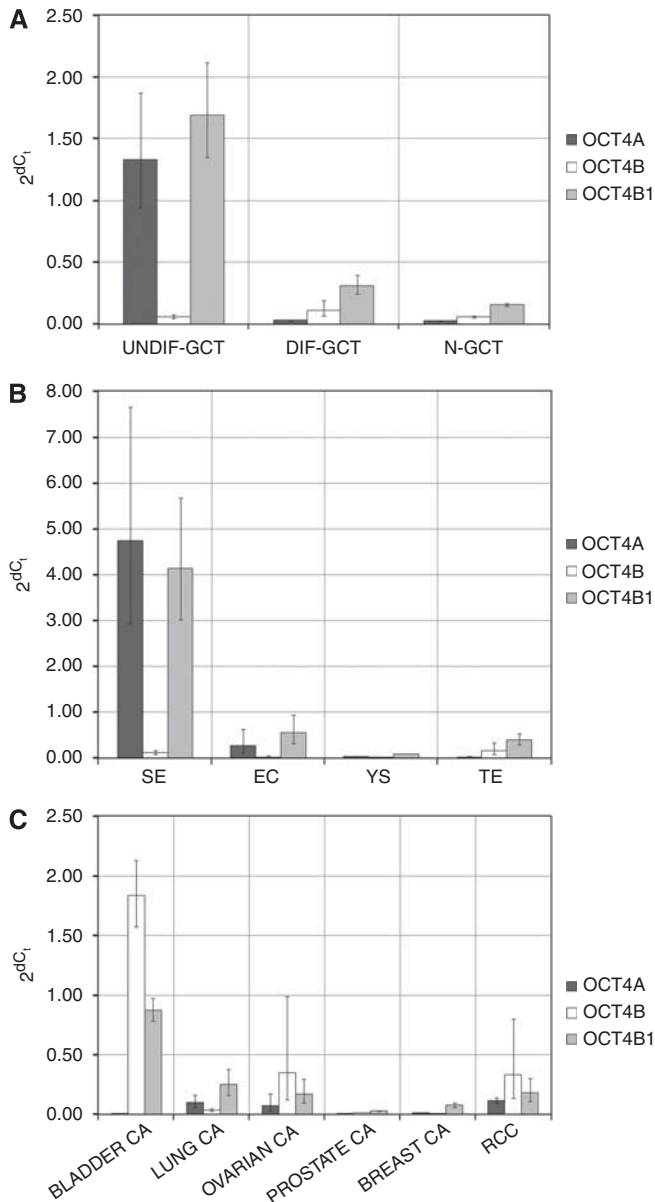 A
2.50
2.00
1.50
1.00
0.50
0.00
2^dCt
UNDIF-GCT DIF-GCT N-GCT
OCT4A
OCT4B
OCT4B1
B
8.00
7.00
6.00
5.00
4.00
3.00
2.00
1.00
0.00
2^dCt
SE EC YS TE
OCT4A
OCT4B
OCT4B1
C
2.50
2.00
1.50
1.00
0.50
0.00
2^dCt
BLADDER CA LUNG CA OVARIAN CA PROSTATE CA BREAST CA RCC
OCT4A
OCT4B
OCT4B1